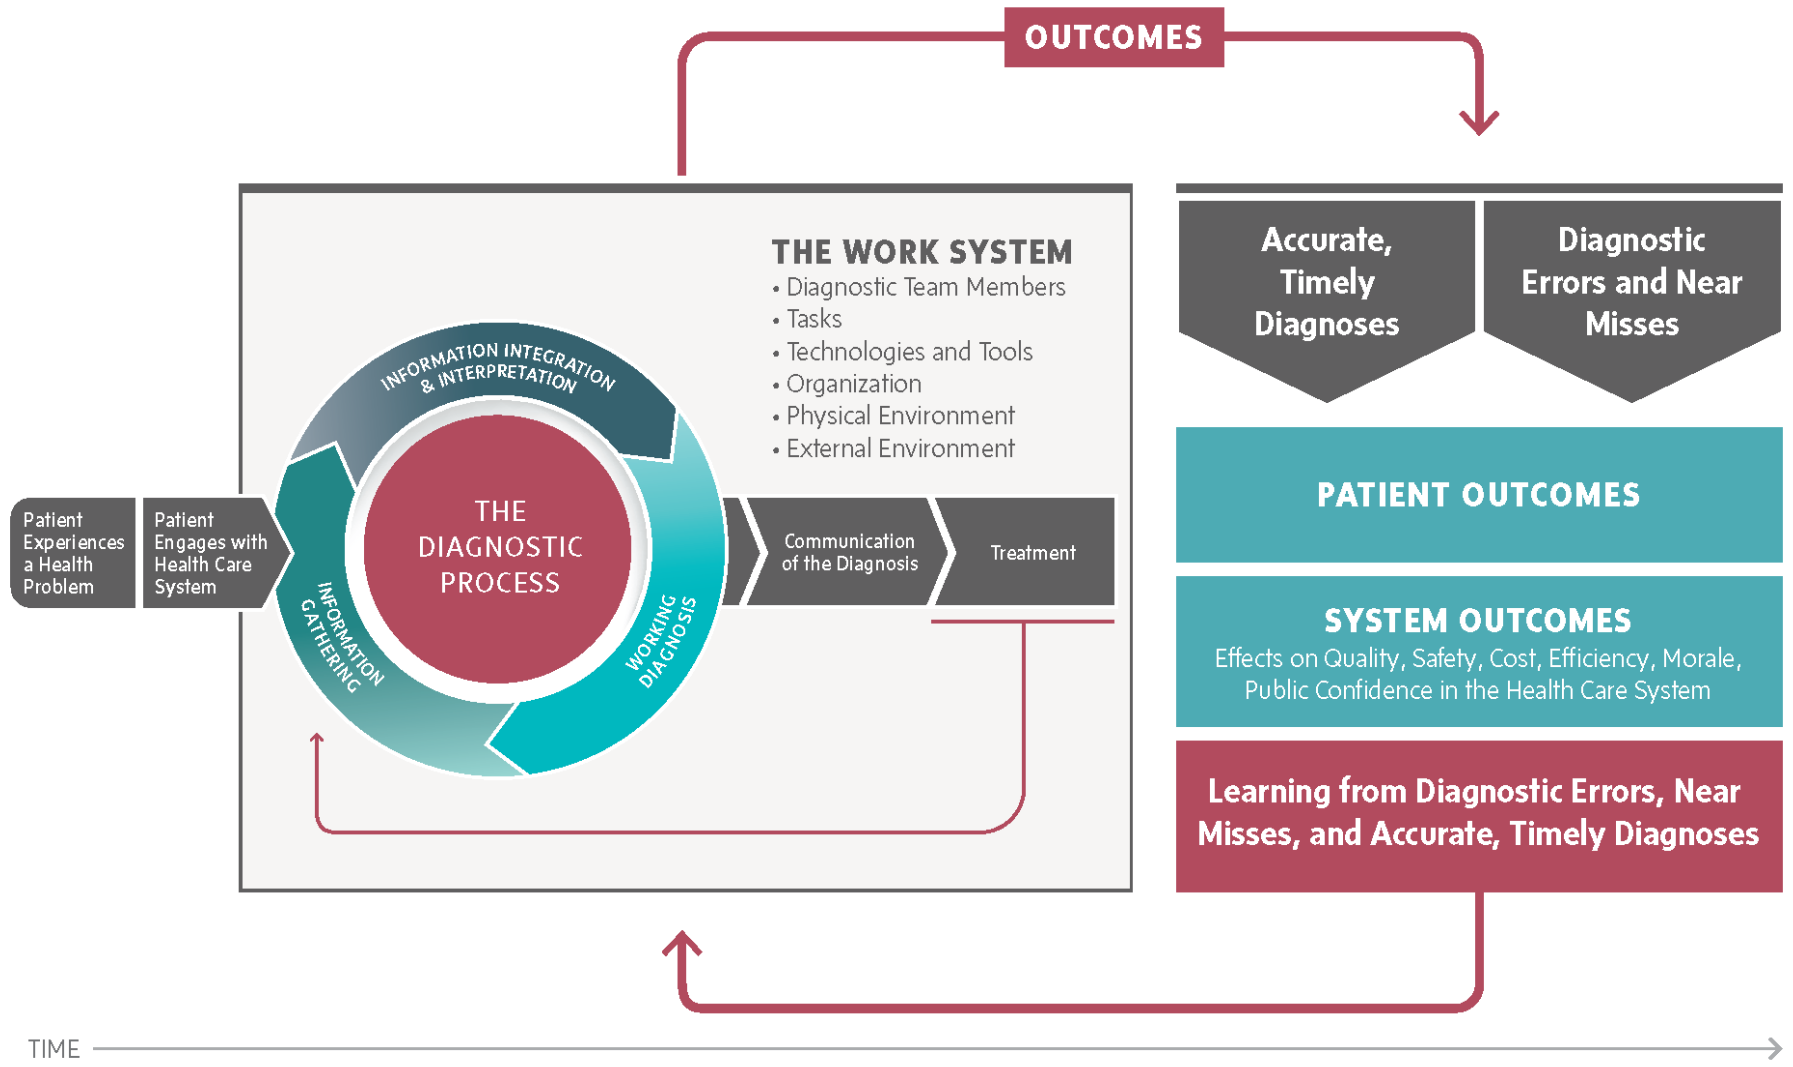 OUTCOMES
THE WORK SYSTEM
• Diagnostic Team Members
• Tasks
• Technologies and Tools
• Organization
• Physical Environment
• External Environment
Patient
Experiences
a Health
Problem
Patient
Engages with
Health Care
System
INFORMATION INTEGRATION
& INTERPRETATION
INFORMATION
GATHERING
WORKING
DIAGNOSIS
THE
DIAGNOSTIC
PROCESS
Communication
of the Diagnosis
Treatment
Accurate,
Timely
Diagnoses
Diagnostic
Errors and Near
Misses
PATIENT OUTCOMES
SYSTEM OUTCOMES
Effects on Quality, Safety, Cost, Efficiency, Morale,
Public Confidence in the Health Care System
Learning from Diagnostic Errors, Near
Misses, and Accurate, Timely Diagnoses
TIME